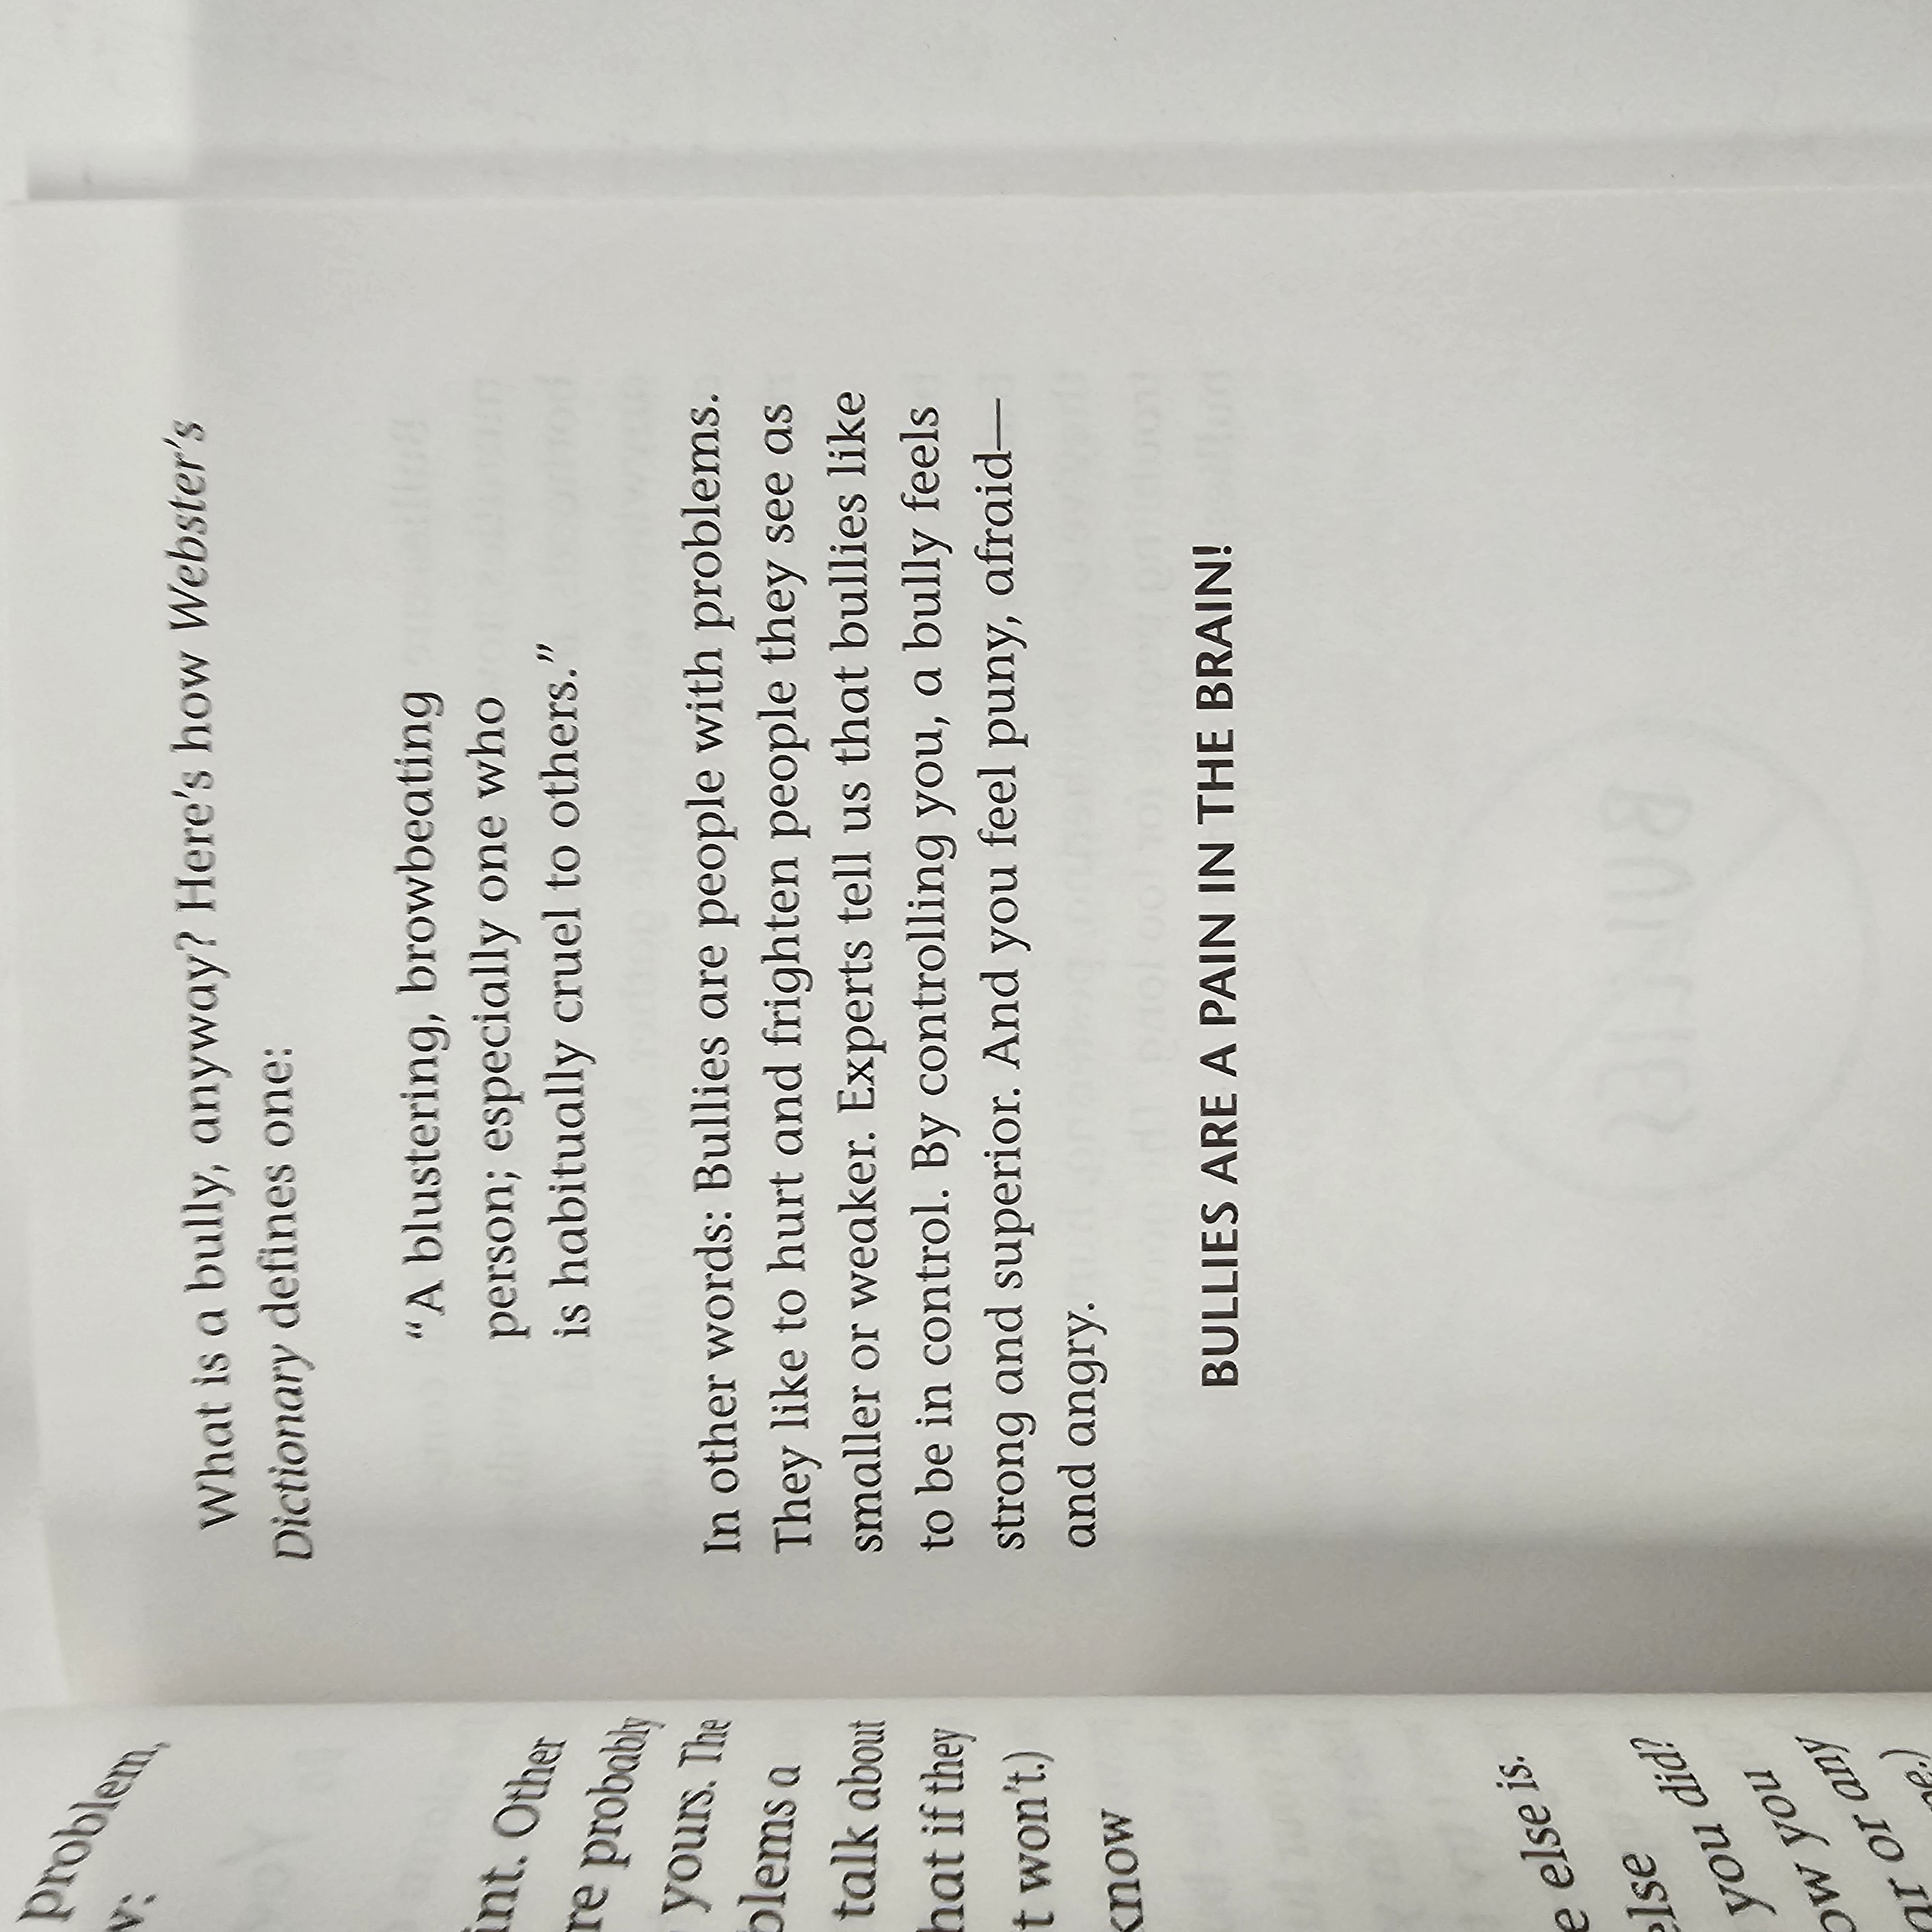 problem,
int. Other
re probably
yours. The
blems a
talk about
hat if they
t won't.)
know
e else is.
else
you did?
ow you
ar or any
What is a bully, anyway? Here's how Webster's
Dictionary defines one:
“A blustering, browbeating
person; especially one who
is habitually cruel to others.”
In other words: Bullies are people with problems.
They like to hurt and frighten people they see as
smaller or weaker. Experts tell us that bullies like
to be in control. By controlling you, a bully feels
strong and superior. And you feel puny, afraid—
and angry.
BULLIES ARE A PAIN IN THE BRAIN!
BULLIES